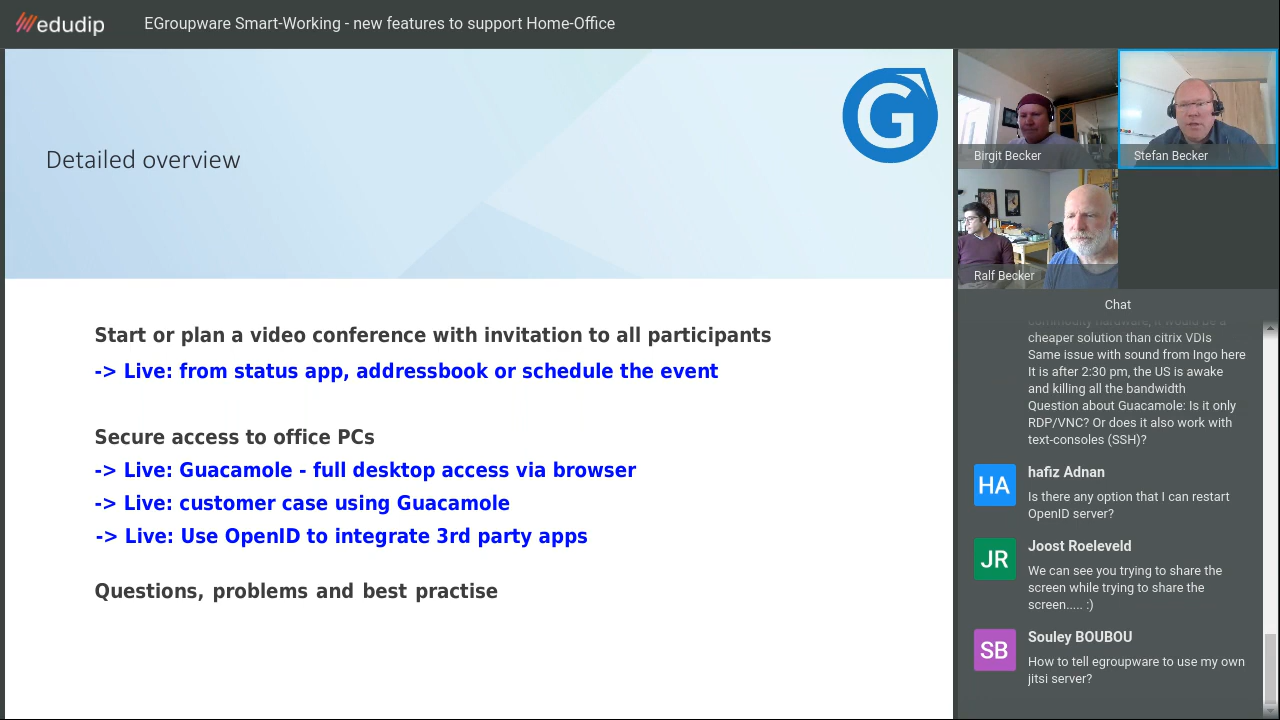 edudip
EGroupware Smart-Working - new features to support Home-Office
Detailed overview
G
Start or plan a video conference with invitation to all participants
-> Live: from status app, addressbook or schedule the event
Secure access to office PCs
-> Live: Guacamole - full desktop access via browser
-> Live: customer case using Guacamole
-> Live: Use OpenID to integrate 3rd party apps
Questions, problems and best practise
Birgit Becker
Stefan Becker
Ralf Becker
Chat
commodity hardware, it would be a
cheaper solution than citrix VDIs
Same issue with sound from Ingo here
It is after 2:30 pm, the US is awake
and killing all the bandwidth
Question about Guacamole: Is it only
RDP/VNC? Or does it also work with
text-consoles (SSH)?
HA
hafiz Adnan
Is there any option that I can restart
OpenID server?
JR
Joost Roeleveld
We can see you trying to share the
screen while trying to share the
screen..... :)
SB
Souley BOUBOU
How to tell egroupware to use my own
jitsi server?